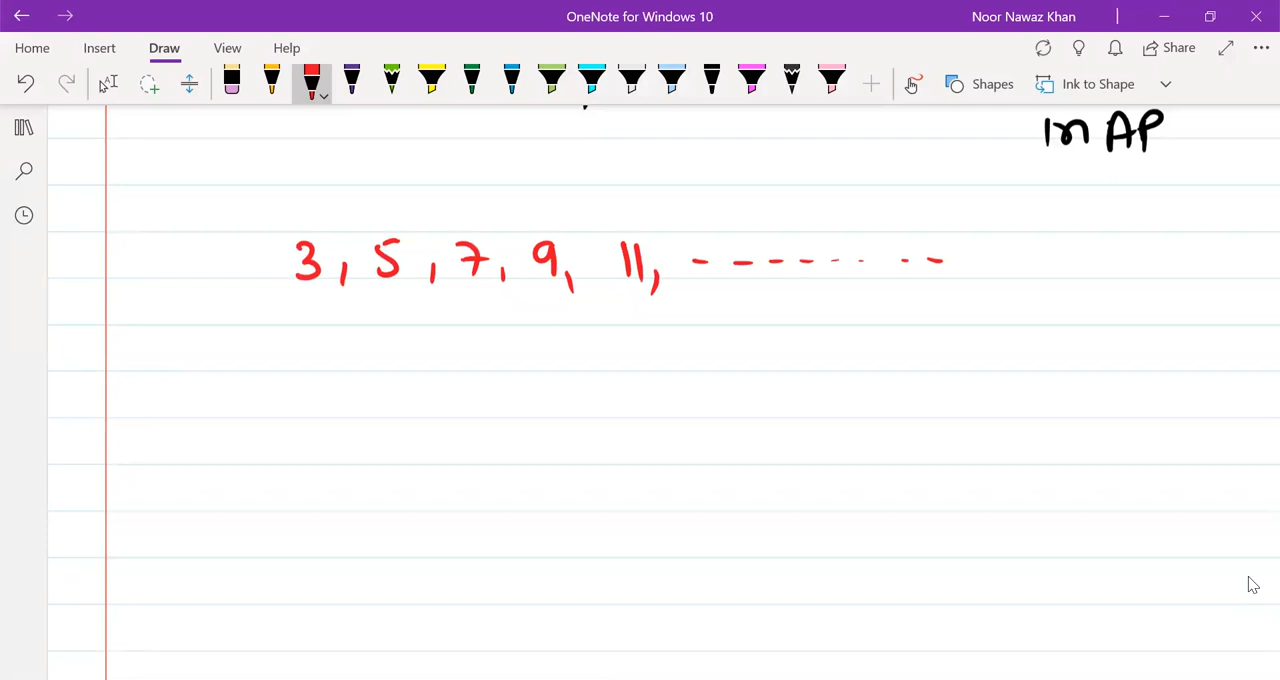 OneNote for Windows 10
Noor Nawaz Khan
Home Insert Draw View Help Share
Shapes Ink to Shape
In AP
3, 5, 7, 9, 11, - - - - - - - -